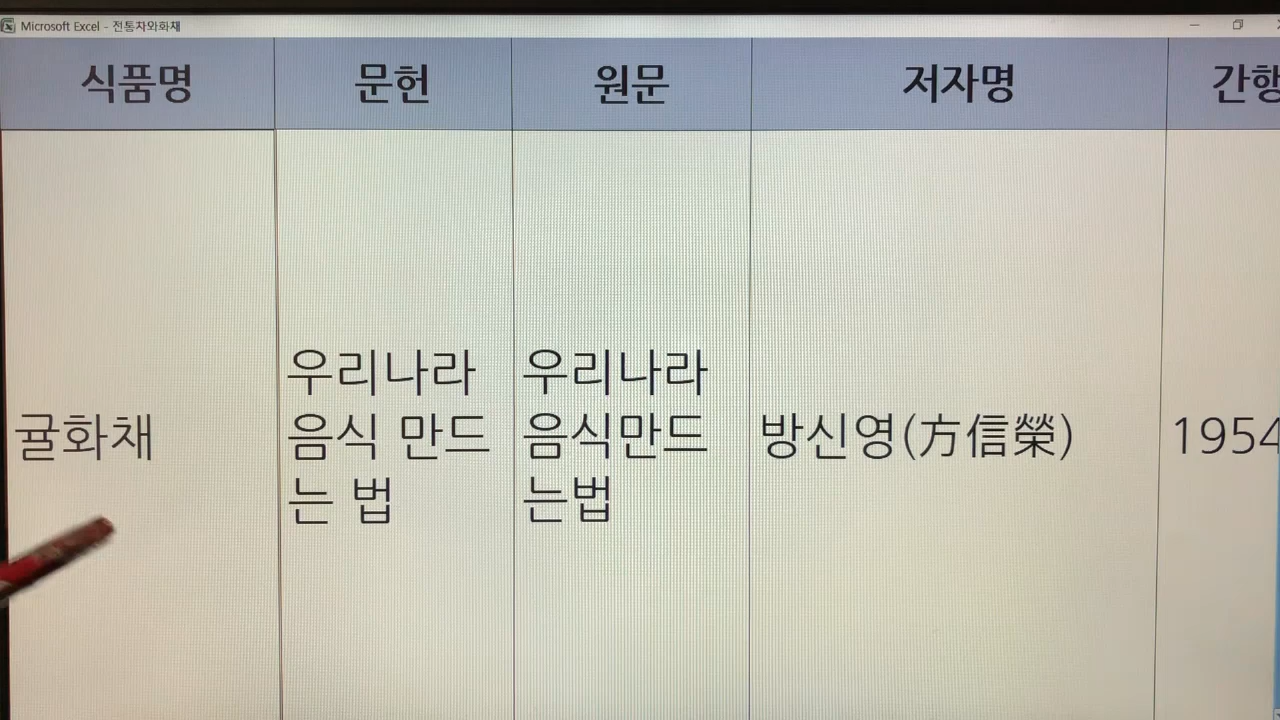 Microsoft Excel - 전통차와화채
식품명 문헌 원문 저자명 간행
귤화채
우리나라
음식 만드
는 법
우리나라
음식만드
는법
방신영(方信榮)
1954